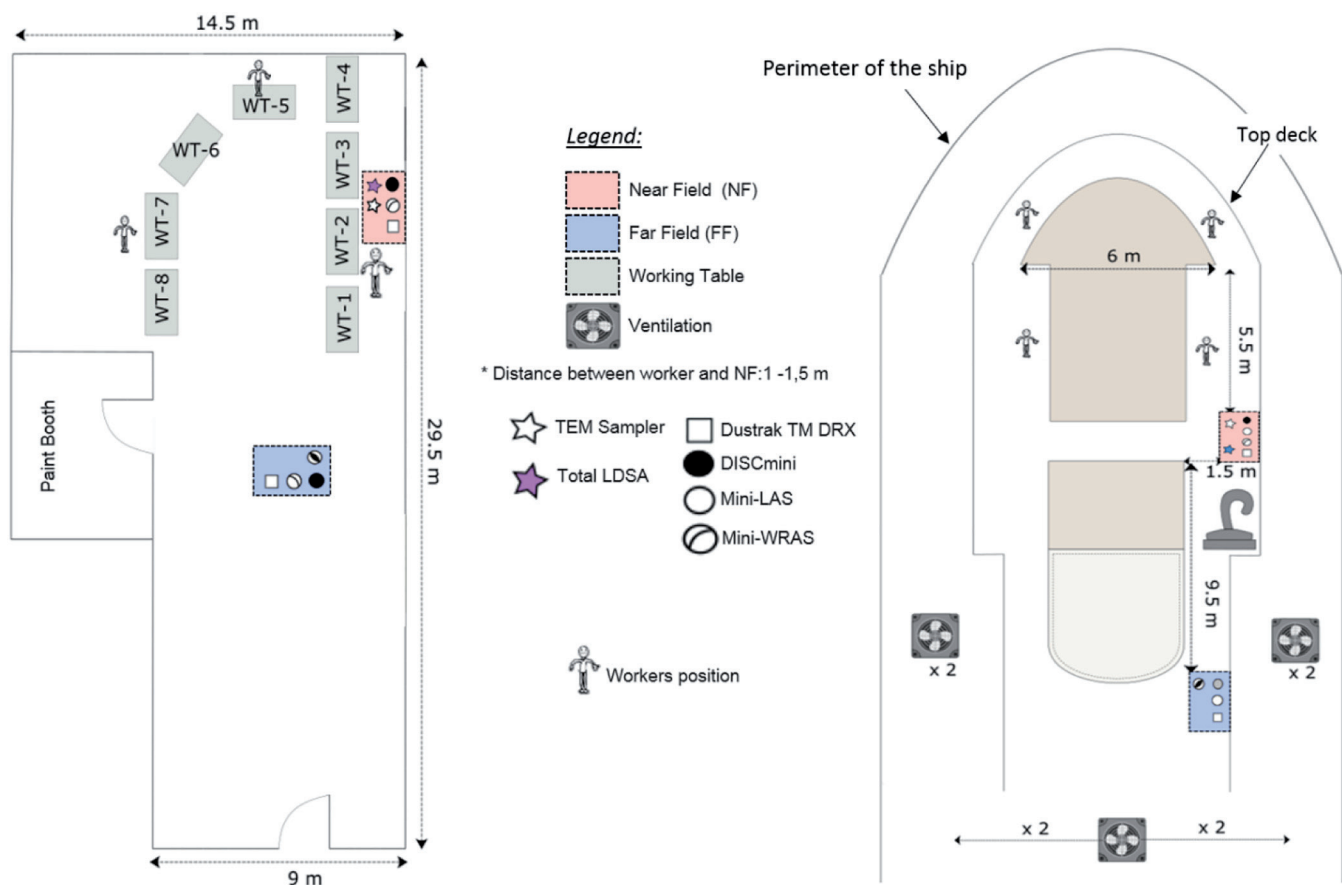 14.5 m
WT-4
WT-5
WT-3
WT-6
WT-7
WT-2
WT-8
WT-1
Paint Booth
29.5 m
9 m
Legend:
Near Field (NF)
Far Field (FF)
Working Table
Ventilation
* Distance between worker and NF:1 -1,5 m
TEM Sampler
Total LDSA
Dustrak TM DRX
DISCmini
Mini-LAS
Mini-WRAS
Workers position
Perimeter of the ship
Top deck
6 m
5.5 m
1.5 m
9.5 m
x 2
x 2
x 2
x 2